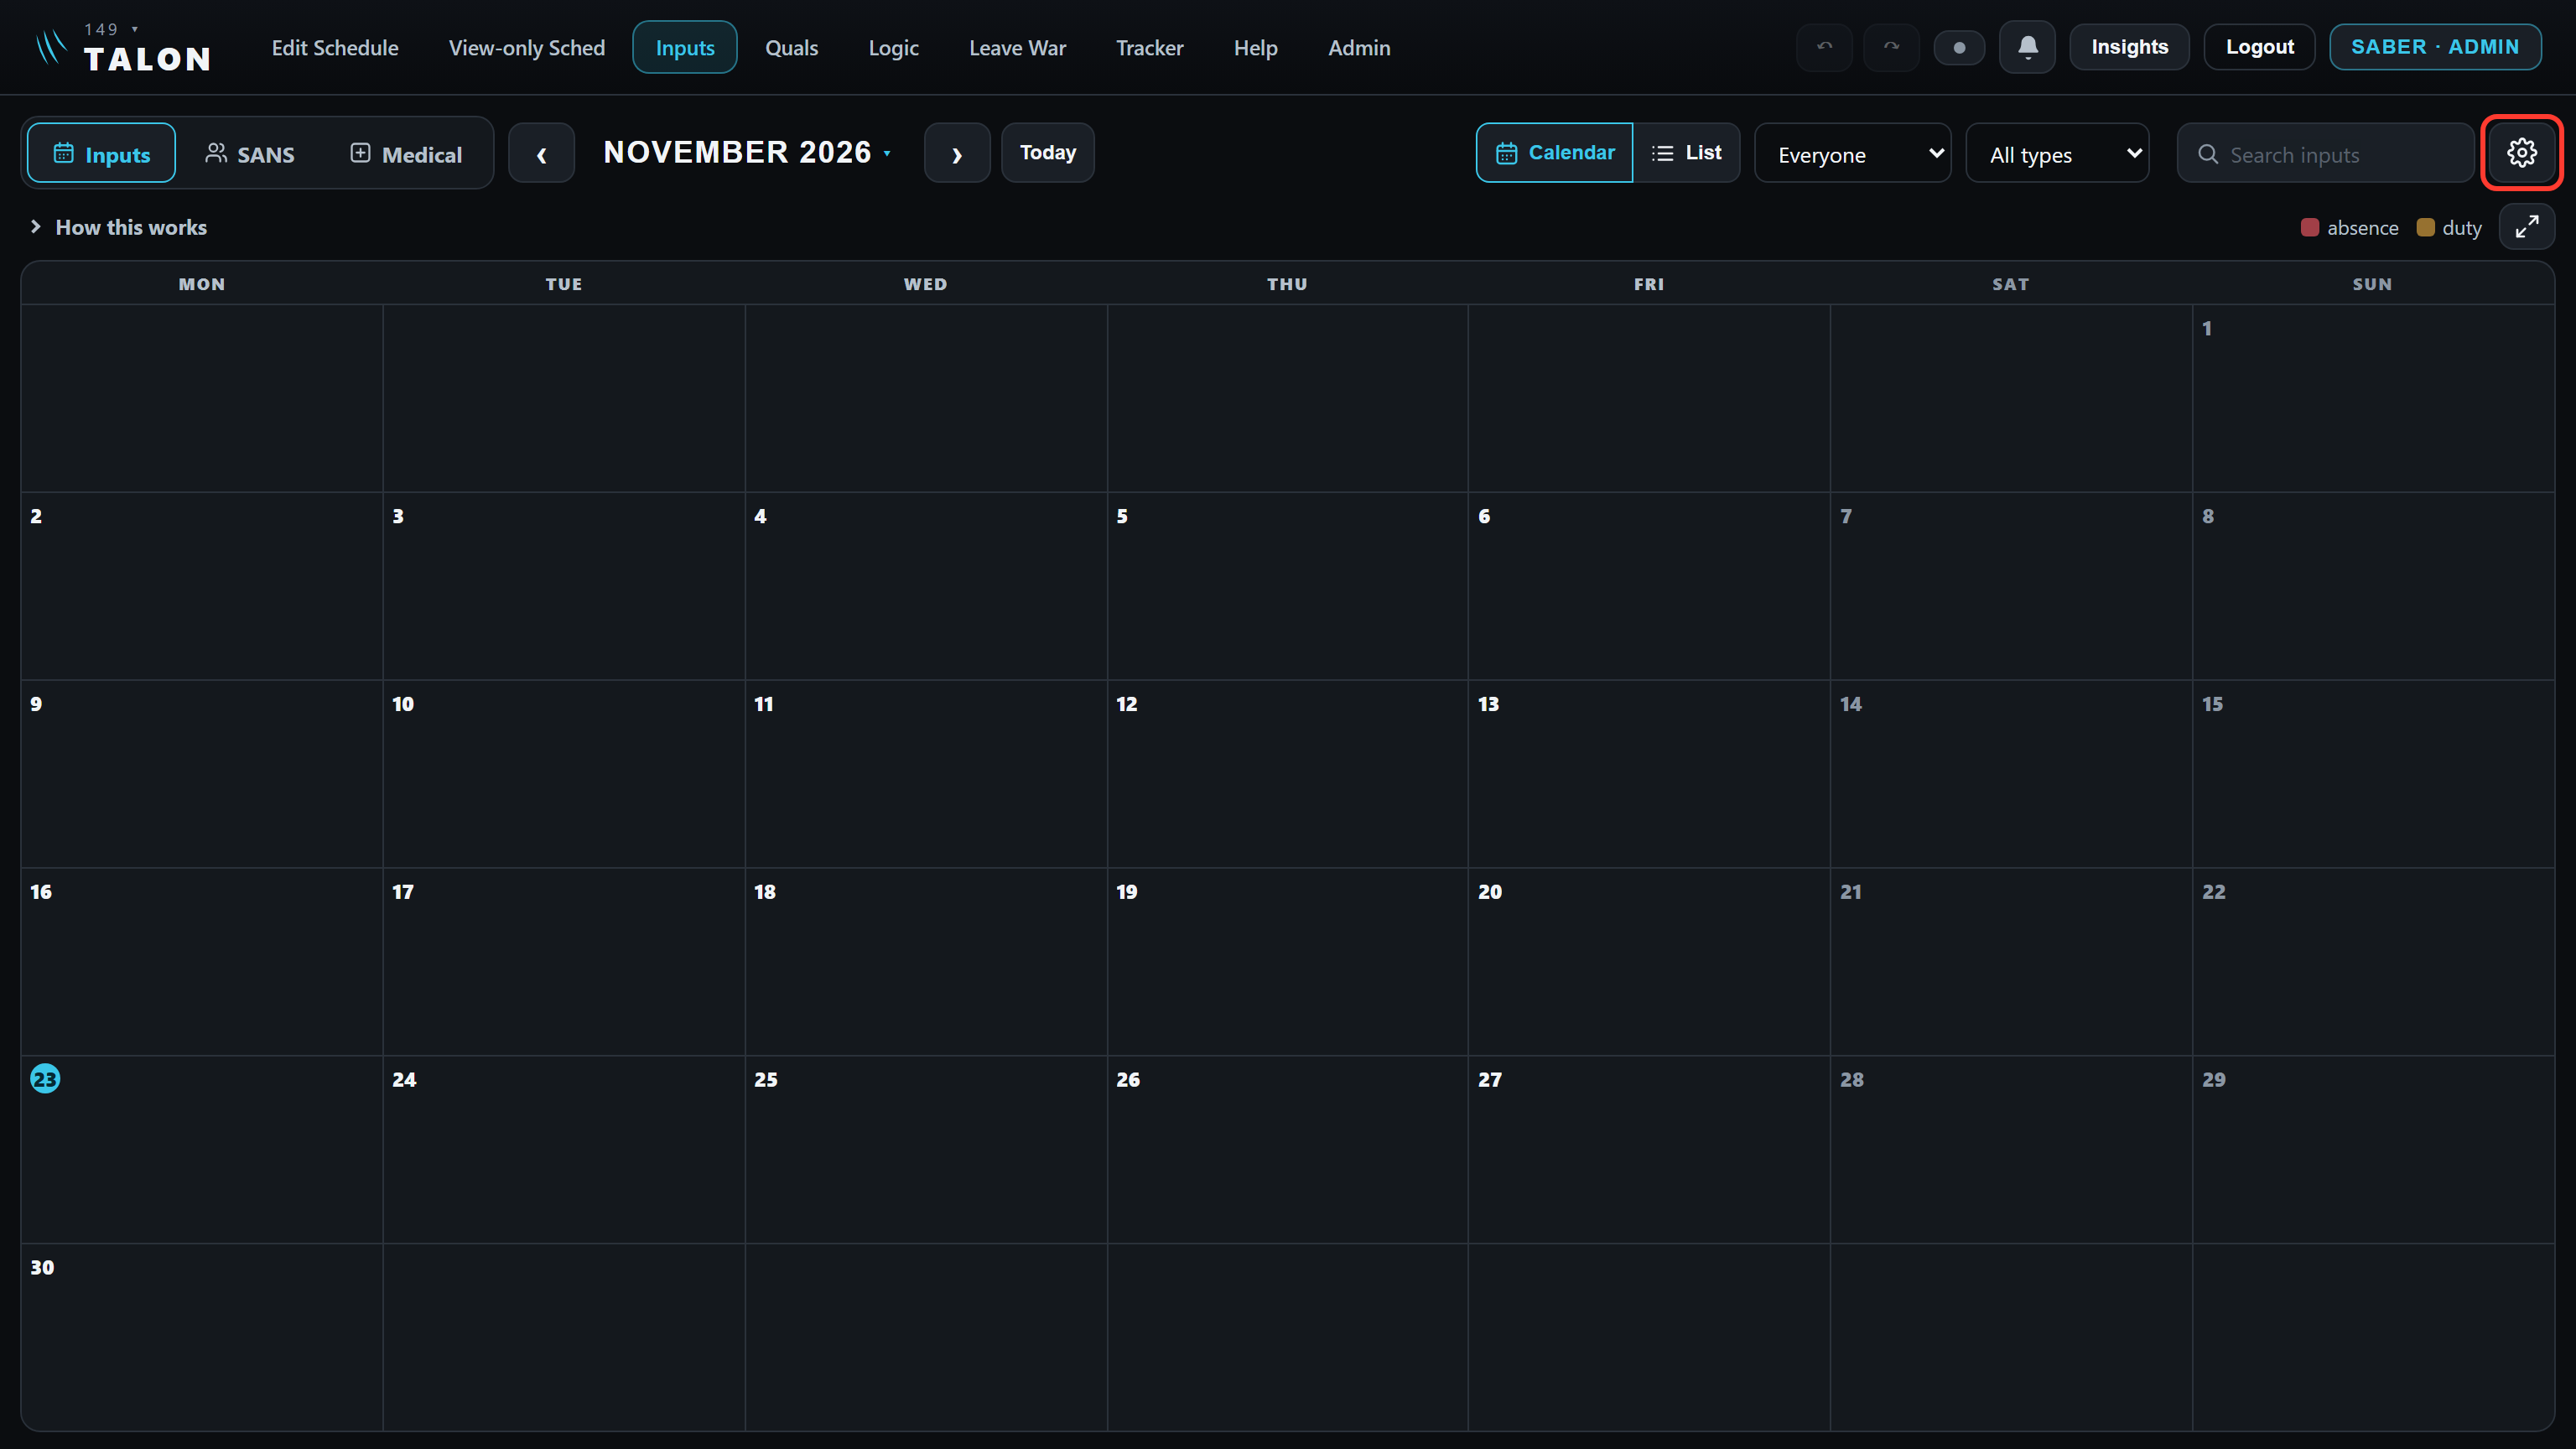 149
TALON
Edit Schedule
View-only Sched
Inputs
Quals
Logic
Leave War
Tracker
Help
Admin
Insights
Logout
SABER · ADMIN
Inputs
SANS
Medical
NOVEMBER 2026
Today
Calendar
List
Everyone
All types
Search inputs
How this works
absence
duty
MON TUE WED THU FRI SAT SUN
1
2 3 4 5 6 7 8
9 10 11 12 13 14 15
16 17 18 19 20 21 22
23 24 25 26 27 28 29
30